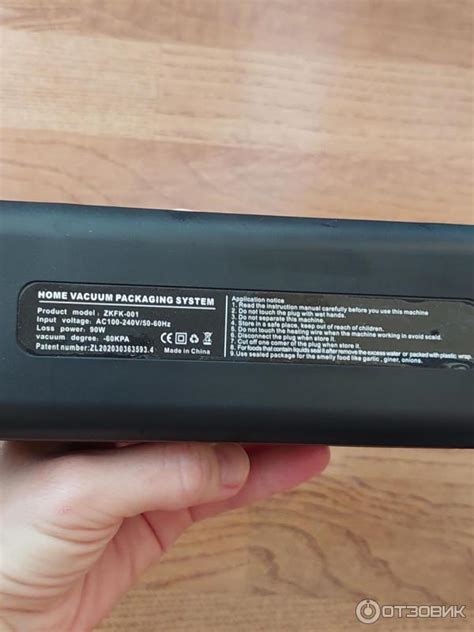 HOME VACUUM PACKAGING SYSTEM
Product model: ZKFK-001
Input voltage: AC100-240V/50-60Hz
Loss power: 90W
vacuum degree: -60KPA
Patent number:ZL202030363593.4
Made in China
Application notice
1. Read the instruction manual carefully before you use this machine
2. Do not touch the plug with wet hands.
3. Do not disassemble this machine.
4. Store in a safe place, keep out of reach of children.
5. Do not touch the heating wire when the machine working in avoid scald.
6. Disconnect the plug when store it.
7. Cut off one corner of the plug when store it.
8. For foods that contain liquids seal it after remove the excess water or packed with plastic wrap.
9. Use sealed package for the smelly food like garlic, giner, onions.
ОТЗОВИК